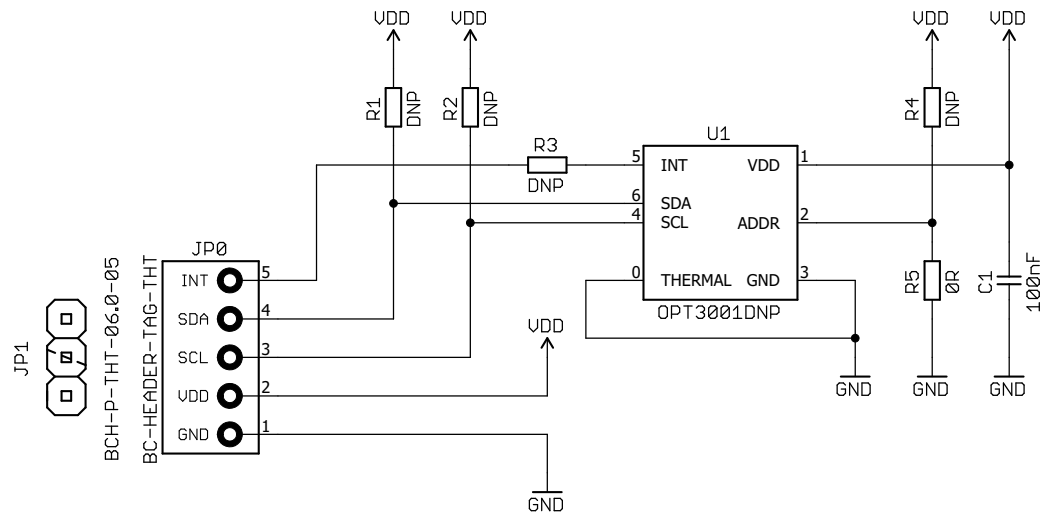 VDD VDD VDD VDD
R1 DNP R2 DNP R4 DNP
U1
R3
DNP
5 INT VDD 1
6 SDA
4 SCL ADDR 2
0 THERMAL GND 3
OPT3001DNP
R5 0R C1 100nF
GND GND GND
JP0
INT 5
SDA 4
SCL 3
VDD 2
GND 1
BC-HEADER-TAG-THT
BCH-P-THT-06.0-05
JP1
VDD
GND